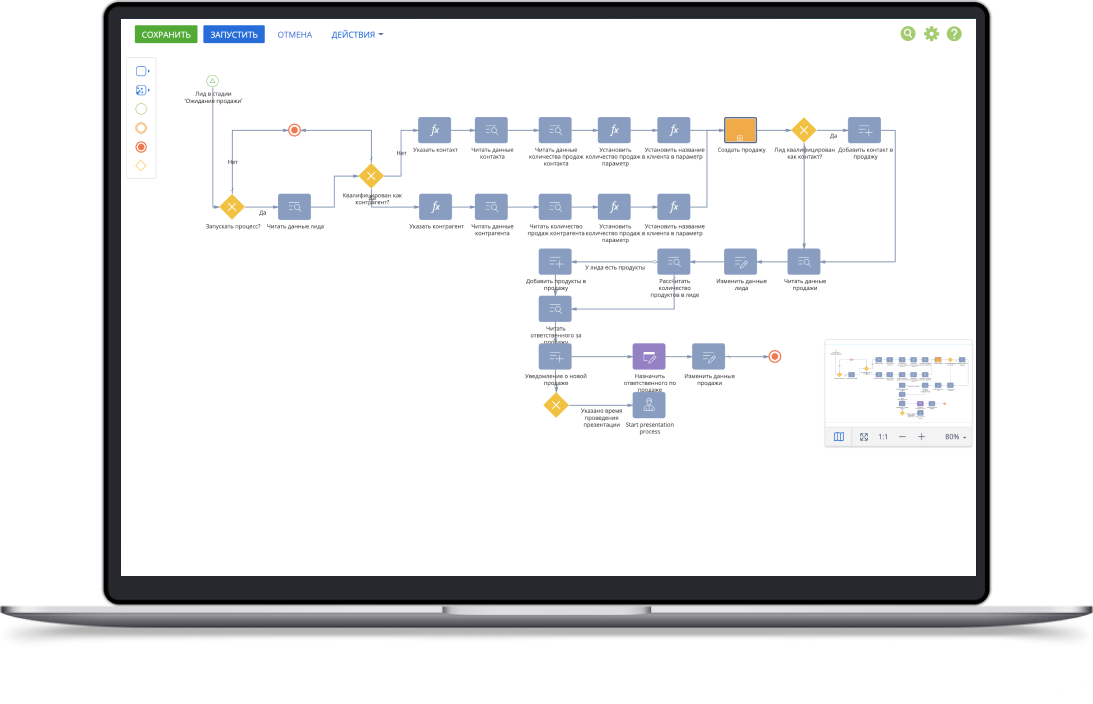 СОХРАНИТЬ
ЗАПУСТИТЬ
ОТМЕНА
ДЕЙСТВИЯ
Лид в стадии
"Ожидание продажи"
Нет
Нет
Указать контакт
Читать данные
контакта
Читать данные
количества продаж
контакта
Установить
количество продаж в
параметр
Установить название
клиента в параметр
Создать продажу
Лид квалифицирован
как контакт?
Да
Добавить контакт в
продажу
Квалифицирован как
контрагент?
Запускать процесс?
Да
Читать данные лида
Указать контрагент
Читать данные
контрагента
Читать количество
продаж контрагента
Установить
количество продаж в
параметр
Установить название
клиента в параметр
Добавить продукты в
продажу
У лида есть продукты
Рассчитать
количество
продуктов в лиде
Изменить данные
лида
Читать данные
продажи
Читать
ответственного за
продажу
Уведомление о новой
продаже
Назначить
ответственного по
продаже
Изменить данные
продажи
Указано время
проведения
презентации
Start presentation
process
1:1
80%